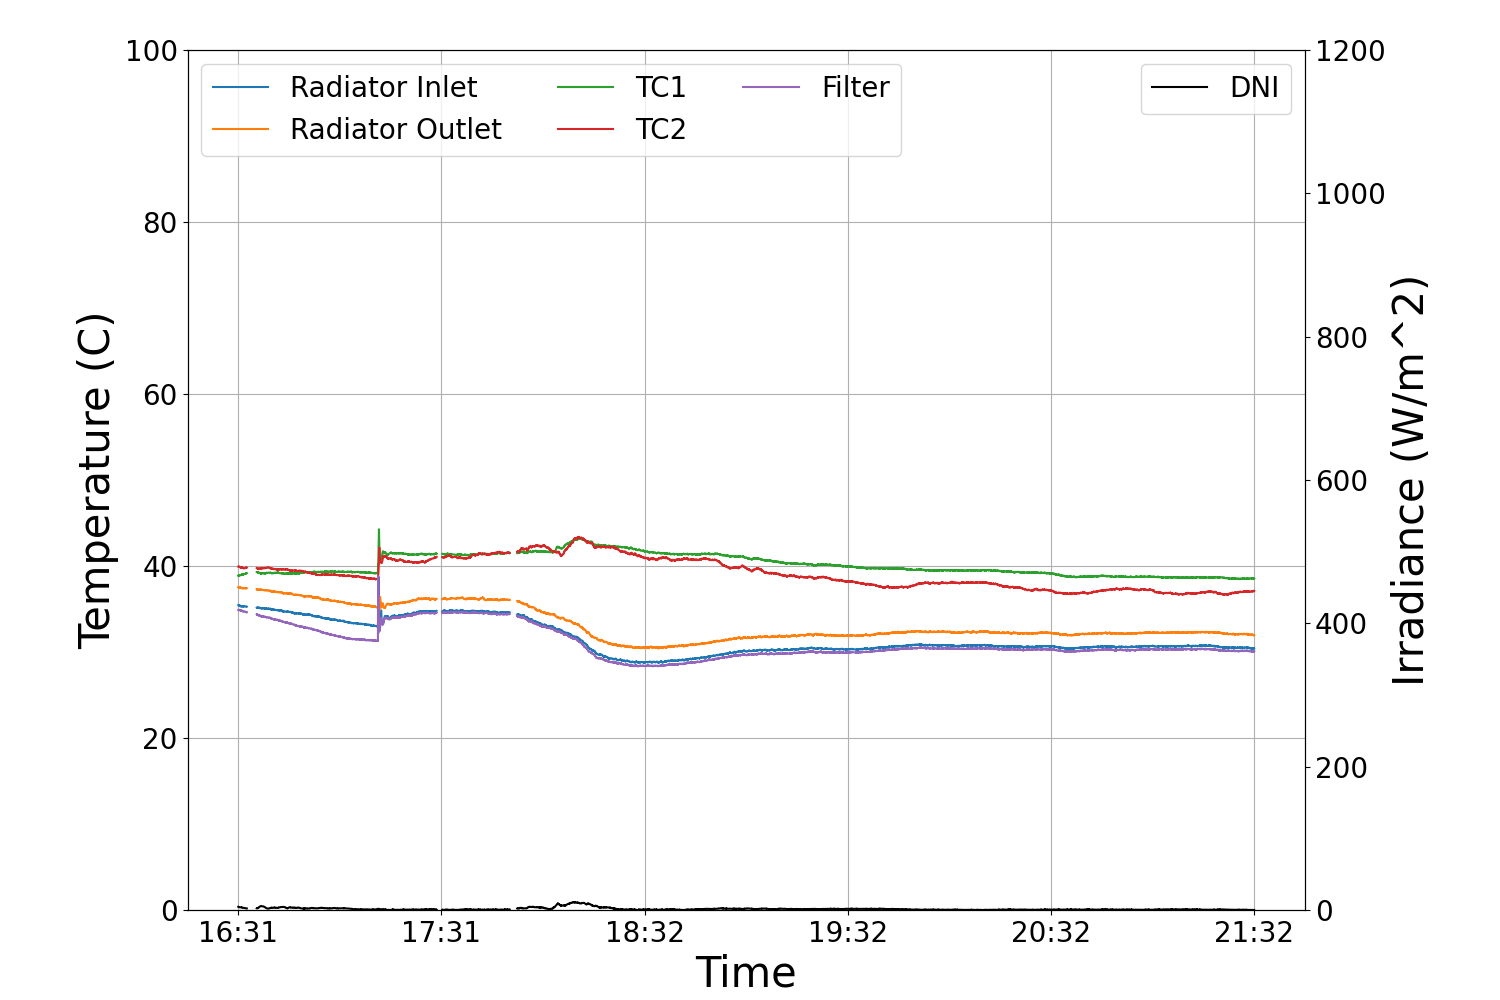 100
80
60
40
20
0
Temperature (C)
Radiator Inlet
Radiator Outlet
TC1
TC2
Filter
DNI
1200
1000
800
600
400
200
0
Irradiance (W/m^2)
16:31 17:31 18:32 19:32 20:32 21:32
Time